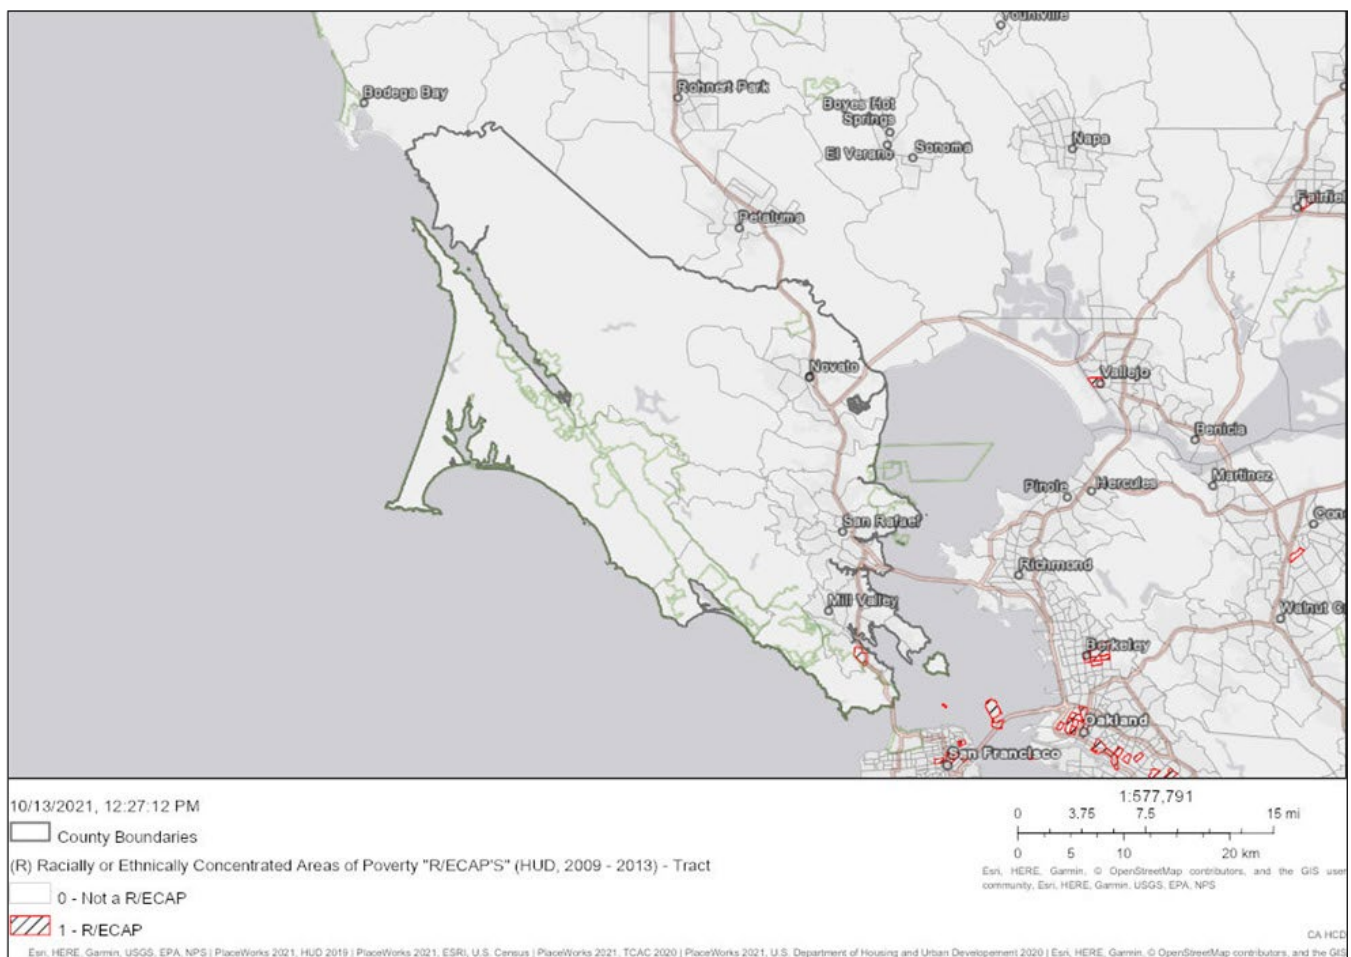 Yountville
Bodega Bay
Rohnert Park
Boyes Hot
Springs
El Verano
Sonoma
Napa
Fairfiel
Petaluma
Novato
Vallejo
Benicia
Martinez
Pinole
Hercules
Conc
San Rafael
Richmond
Walnut Cr
Mill Valley
Berkeley
Oakland
San Francisco
10/13/2021, 12:27:12 PM
County Boundaries
(R) Racially or Ethnically Concentrated Areas of Poverty "R/ECAP'S" (HUD, 2009 - 2013) - Tract
0 - Not a R/ECAP
1 - R/ECAP
1:577,791
0 3.75 7.5 15 mi
0 5 10 20 km
Esri, HERE, Garmin, © OpenStreetMap contributors, and the GIS user
community, Esri, HERE, Garmin, USGS, EPA, NPS
CA HCD
Esri, HERE, Garmin, USGS, EPA, NPS | PlaceWorks 2021, HUD 2019 | PlaceWorks 2021, ESRI, U.S. Census | PlaceWorks 2021, TCAC 2020 | PlaceWorks 2021, U.S. Department of Housing and Urban Developement 2020 | Esri, HERE, Garmin, © OpenStreetMap contributors, and the GIS